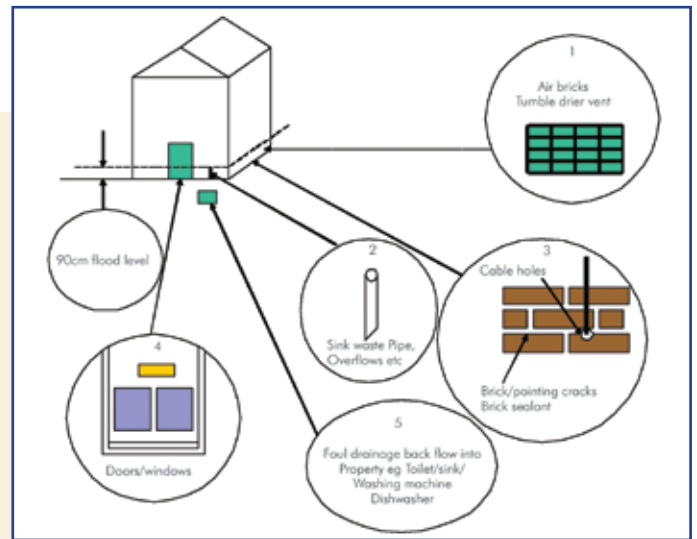 1
Air bricks
Tumble drier vent
90cm flood level
2
Sink waste Pipe,
Overflows etc
3
Cable holes
Brick/pointing cracks
Brick sealant
4
Doors/windows
5
Foul drainage back flow into
Property eg Toilet/sink/
Washing machine
Dishwasher